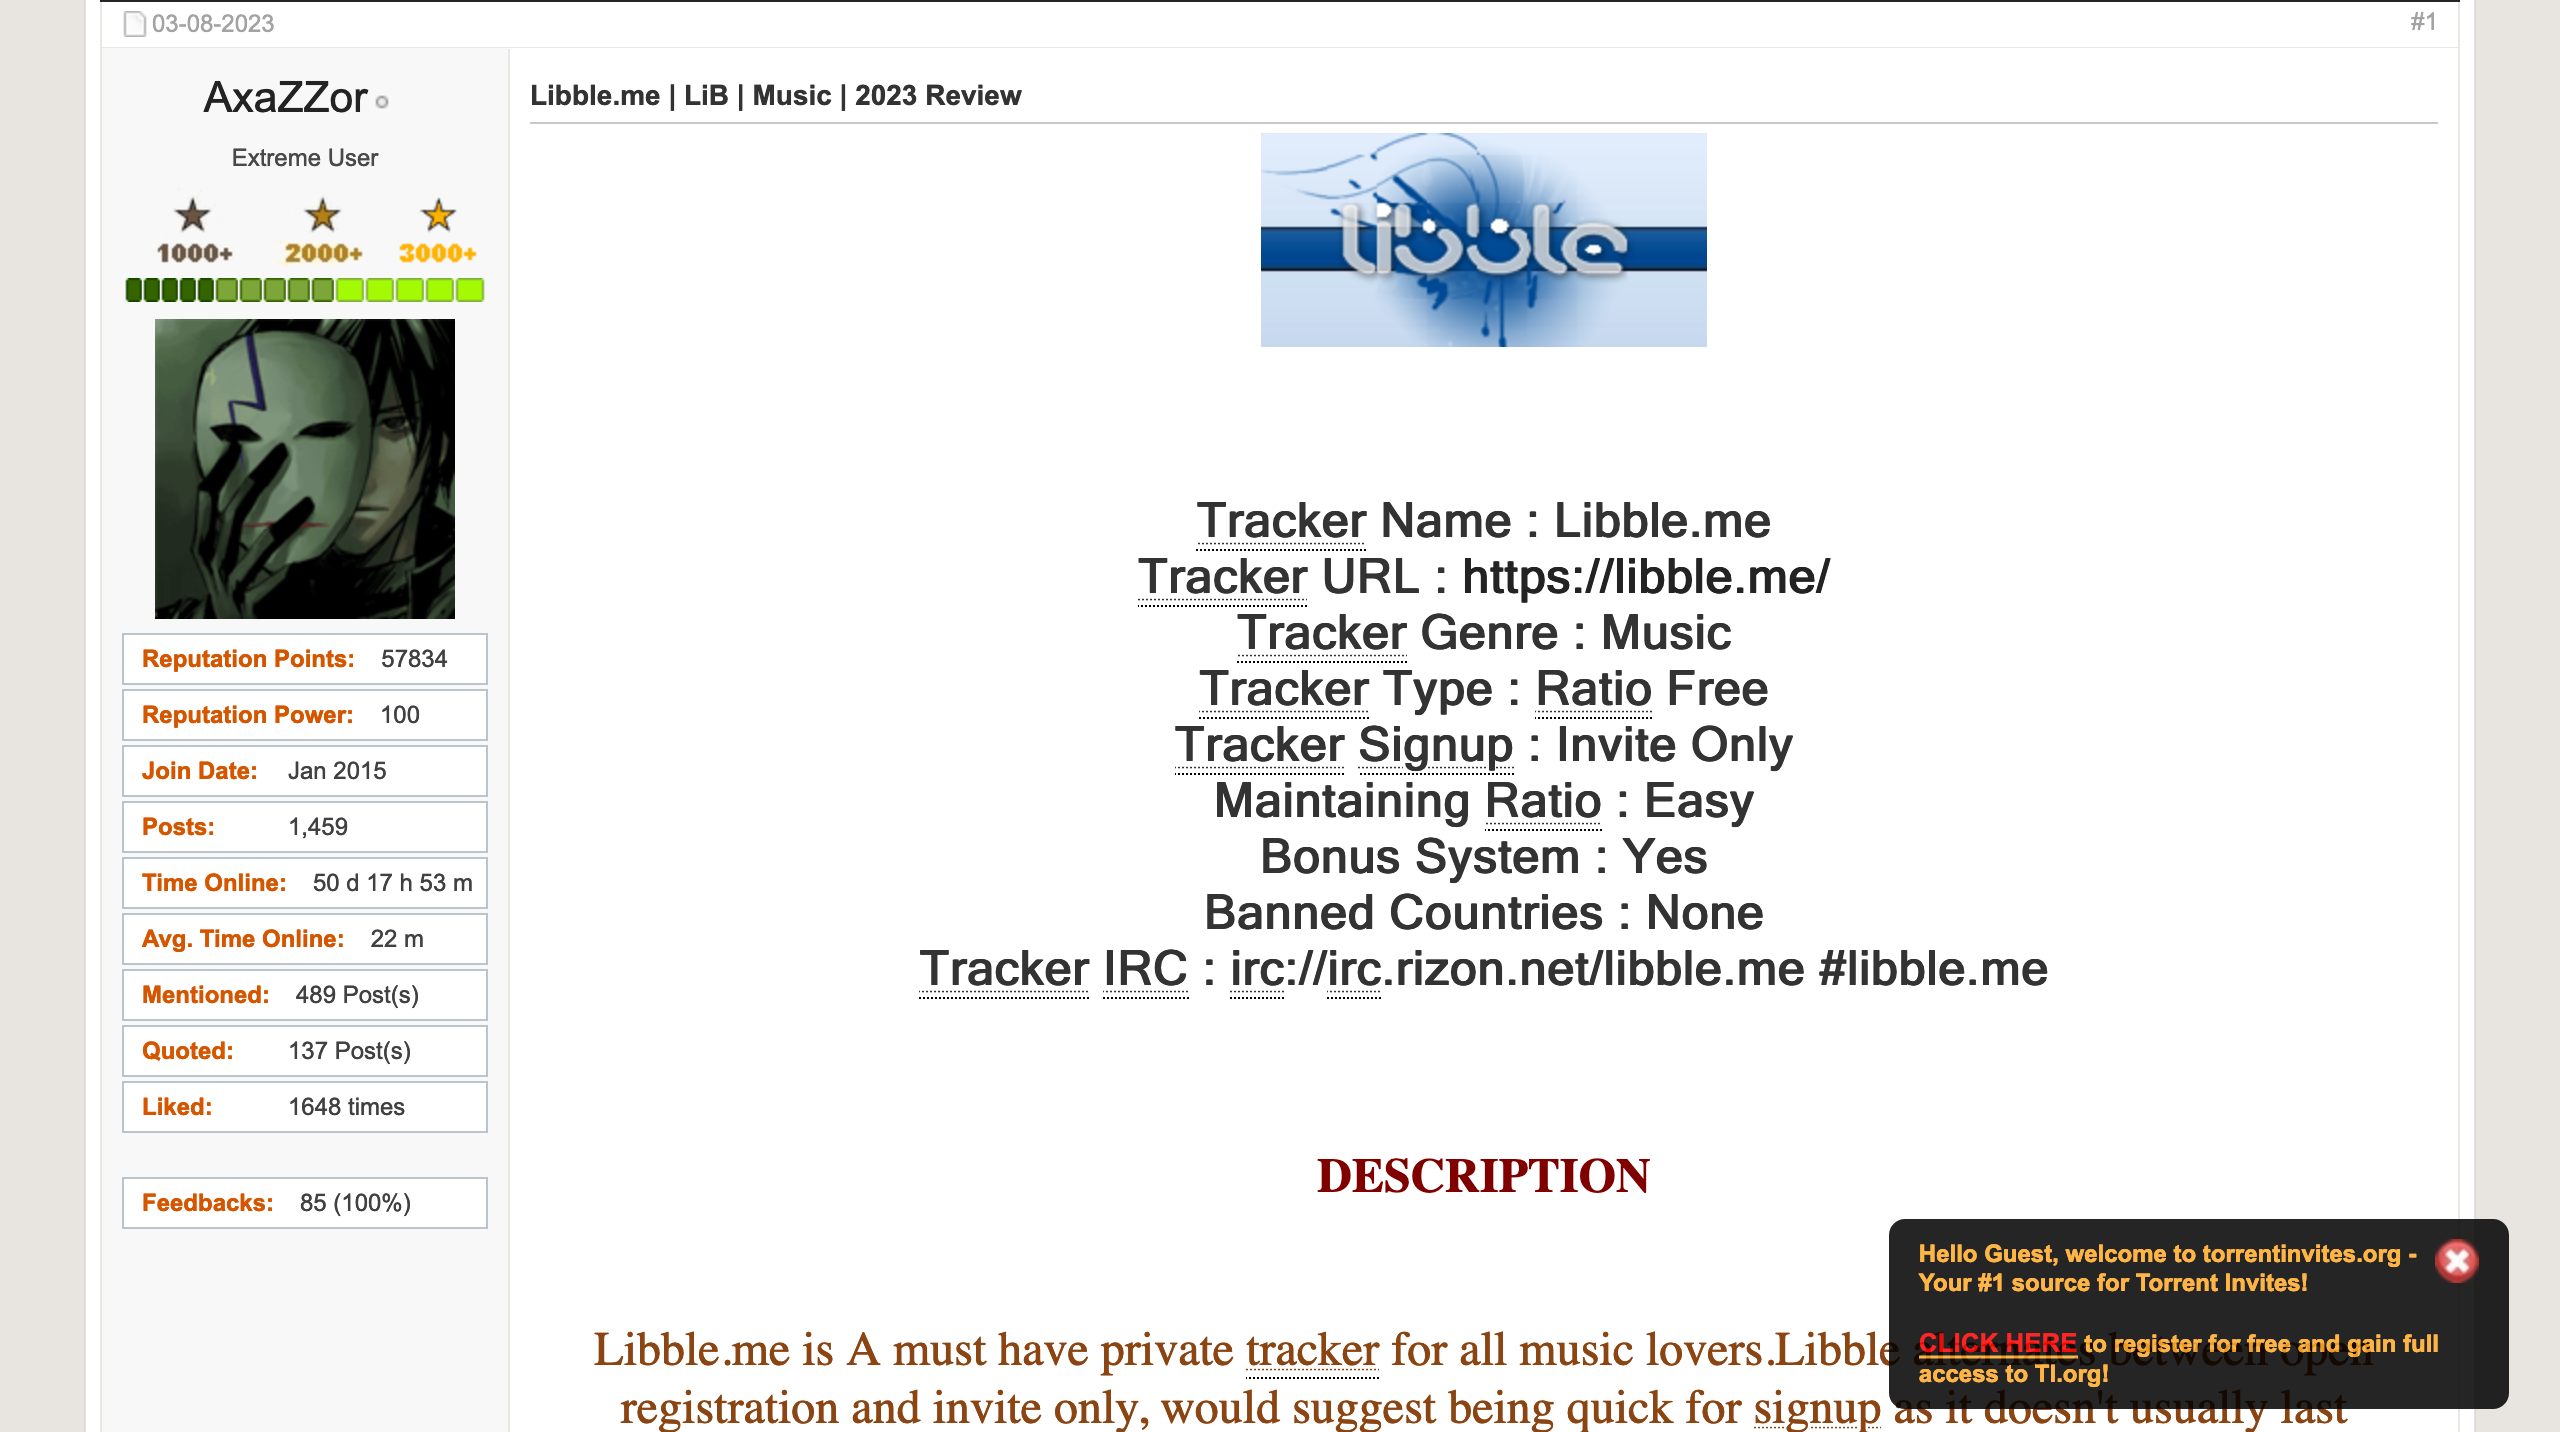 03-08-2023
#1
AxaZZor
Extreme User
1000+ 2000+ 3000+
Reputation Points: 57834
Reputation Power: 100
Join Date: Jan 2015
Posts: 1,459
Time Online: 50 d 17 h 53 m
Avg. Time Online: 22 m
Mentioned: 489 Post(s)
Quoted: 137 Post(s)
Liked: 1648 times
Feedbacks: 85 (100%)
Libble.me | LiB | Music | 2023 Review
libble
Tracker Name : Libble.me
Tracker URL : https://libble.me/
Tracker Genre : Music
Tracker Type : Ratio Free
Tracker Signup : Invite Only
Maintaining Ratio : Easy
Bonus System : Yes
Banned Countries : None
Tracker IRC : irc://irc.rizon.net/libble.me #libble.me
DESCRIPTION
Libble.me is A must have private tracker for all music lovers.Libble alternates between open
registration and invite only, would suggest being quick for signup as it doesn't usually last
Hello Guest, welcome to torrentinvites.org -
Your #1 source for Torrent Invites!
CLICK HERE to register for free and gain full
access to TI.org!